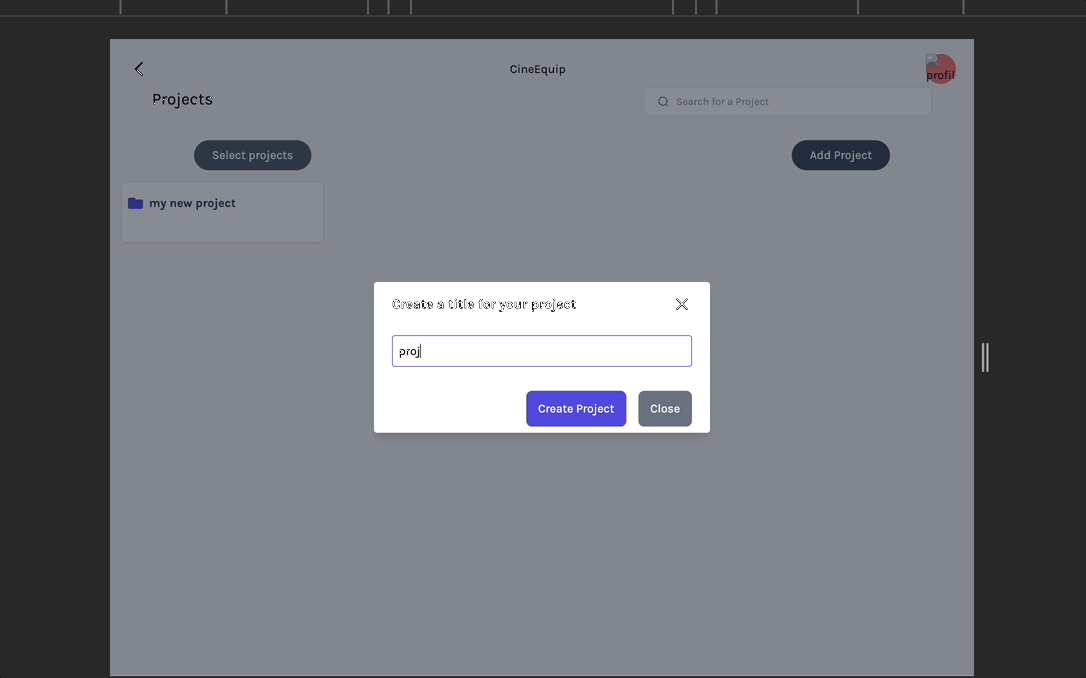 CineEquip
profil
Projects
Search for a Project
Select projects
Add Project
my new project
Create a title for your project
proj
Create Project
Close